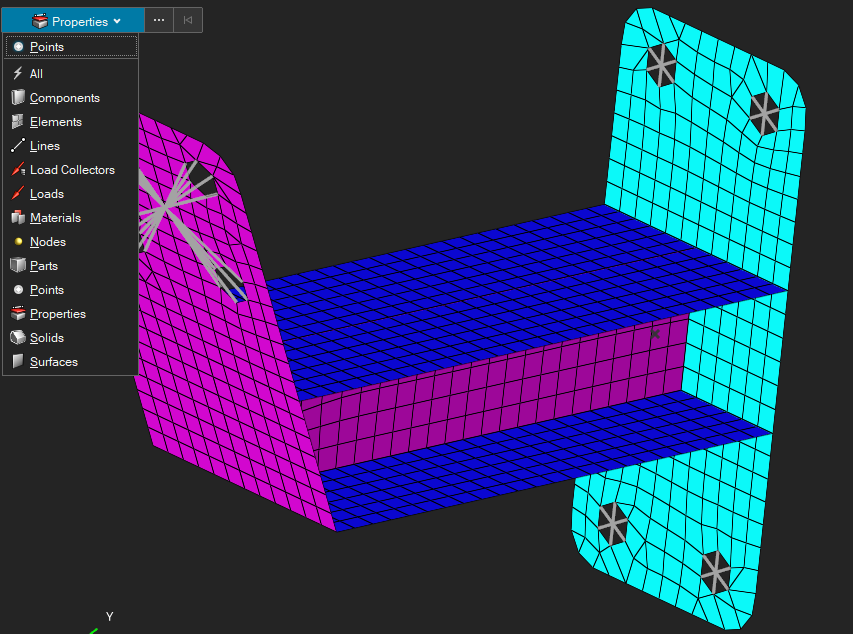 Properties
Points
All
Components
Elements
Lines
Load Collectors
Loads
Materials
Nodes
Parts
Points
Properties
Solids
Surfaces
Y